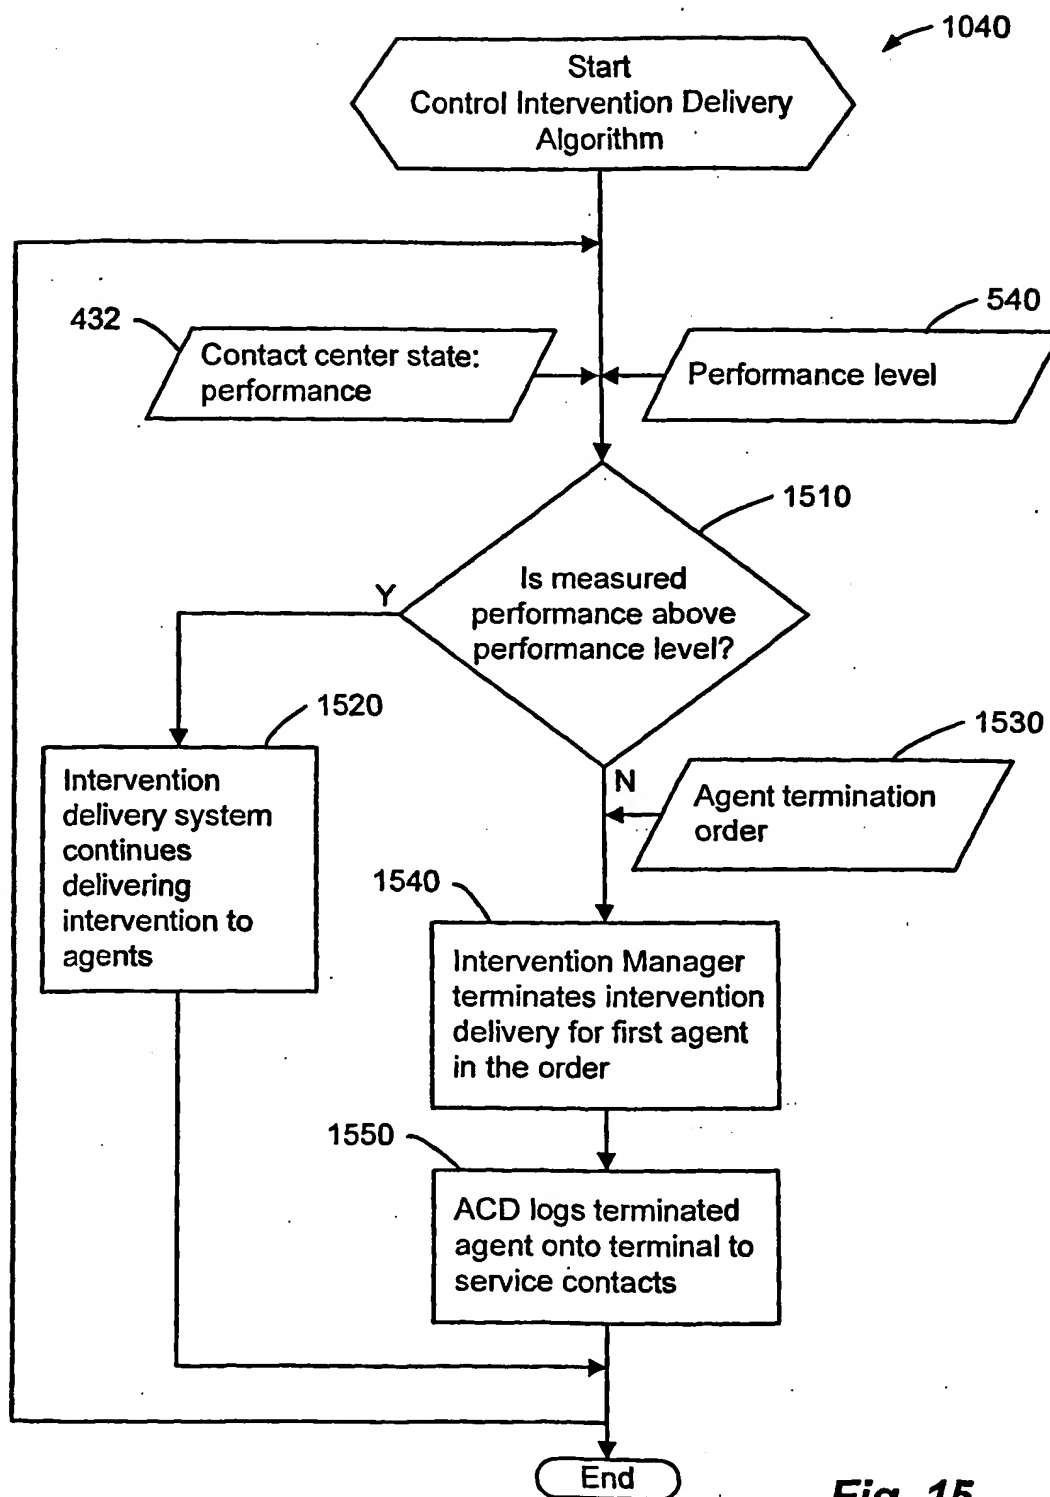 1040
Start
Control Intervention Delivery
Algorithm
432
540
Contact center state:
performance
Performance level
1510
Is measured
performance above
performance level?
Y
N
1520
1530
Intervention
delivery system
continues
delivering
intervention to
agents
Agent termination
order
1540
Intervention Manager
terminates intervention
delivery for first agent
in the order
1550
ACD logs terminated
agent onto terminal to
service contacts
End
Fig. 15